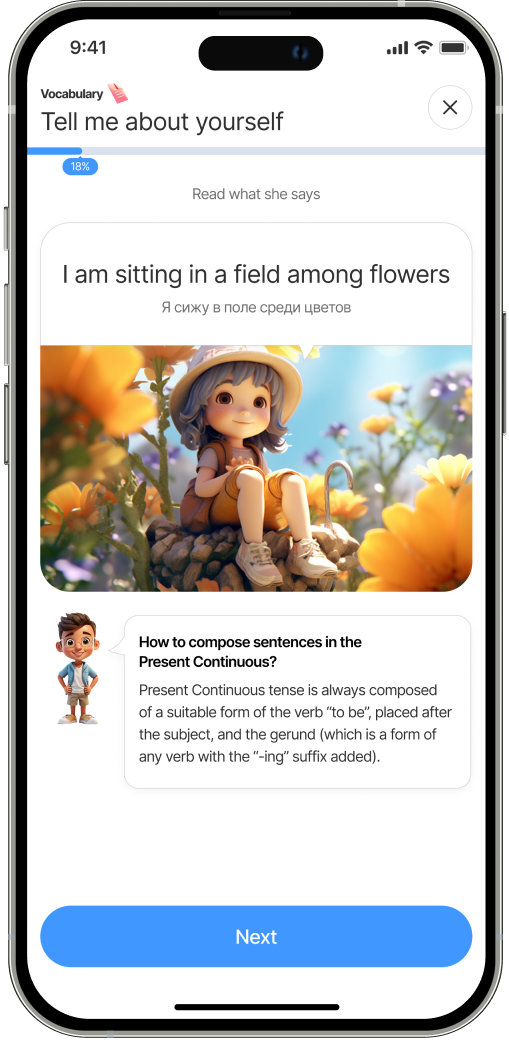 9:41
Vocabulary
Tell me about yourself
18%
Read what she says
I am sitting in a field among flowers
Я сижу в поле среди цветов
How to compose sentences in the
Present Continuous?
Present Continuous tense is always composed
of a suitable form of the verb “to be”, placed after
the subject, and the gerund (which is a form of
any verb with the “-ing” suffix added).
Next